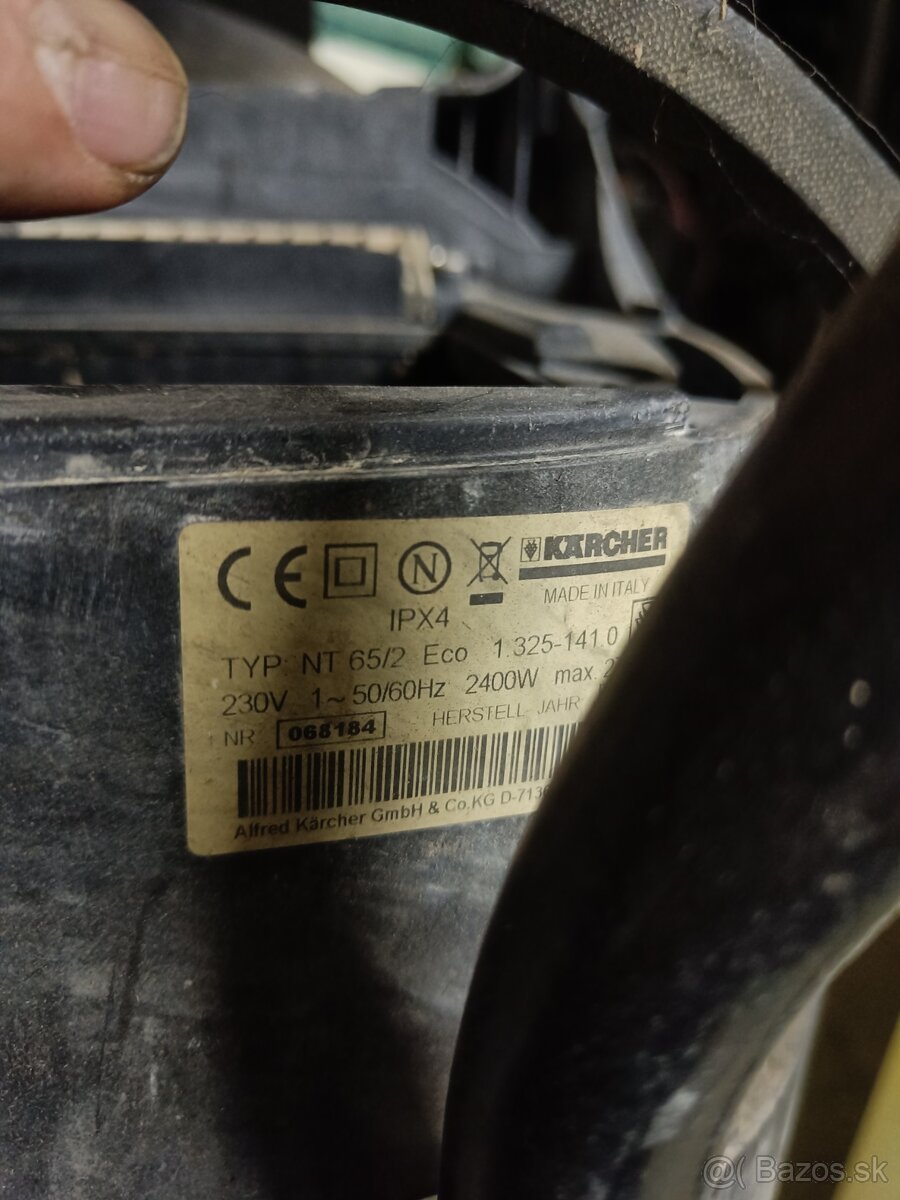 CE N KÄRCHER
IPX4 MADE IN ITALY
TYP: NT 65/2 Eco 1.325-141.0
230V 1~ 50/60Hz 2400W max.
NR 068184 HERSTELL JAHR
Alfred Kärcher GmbH & Co.KG
@( Bazos.sk